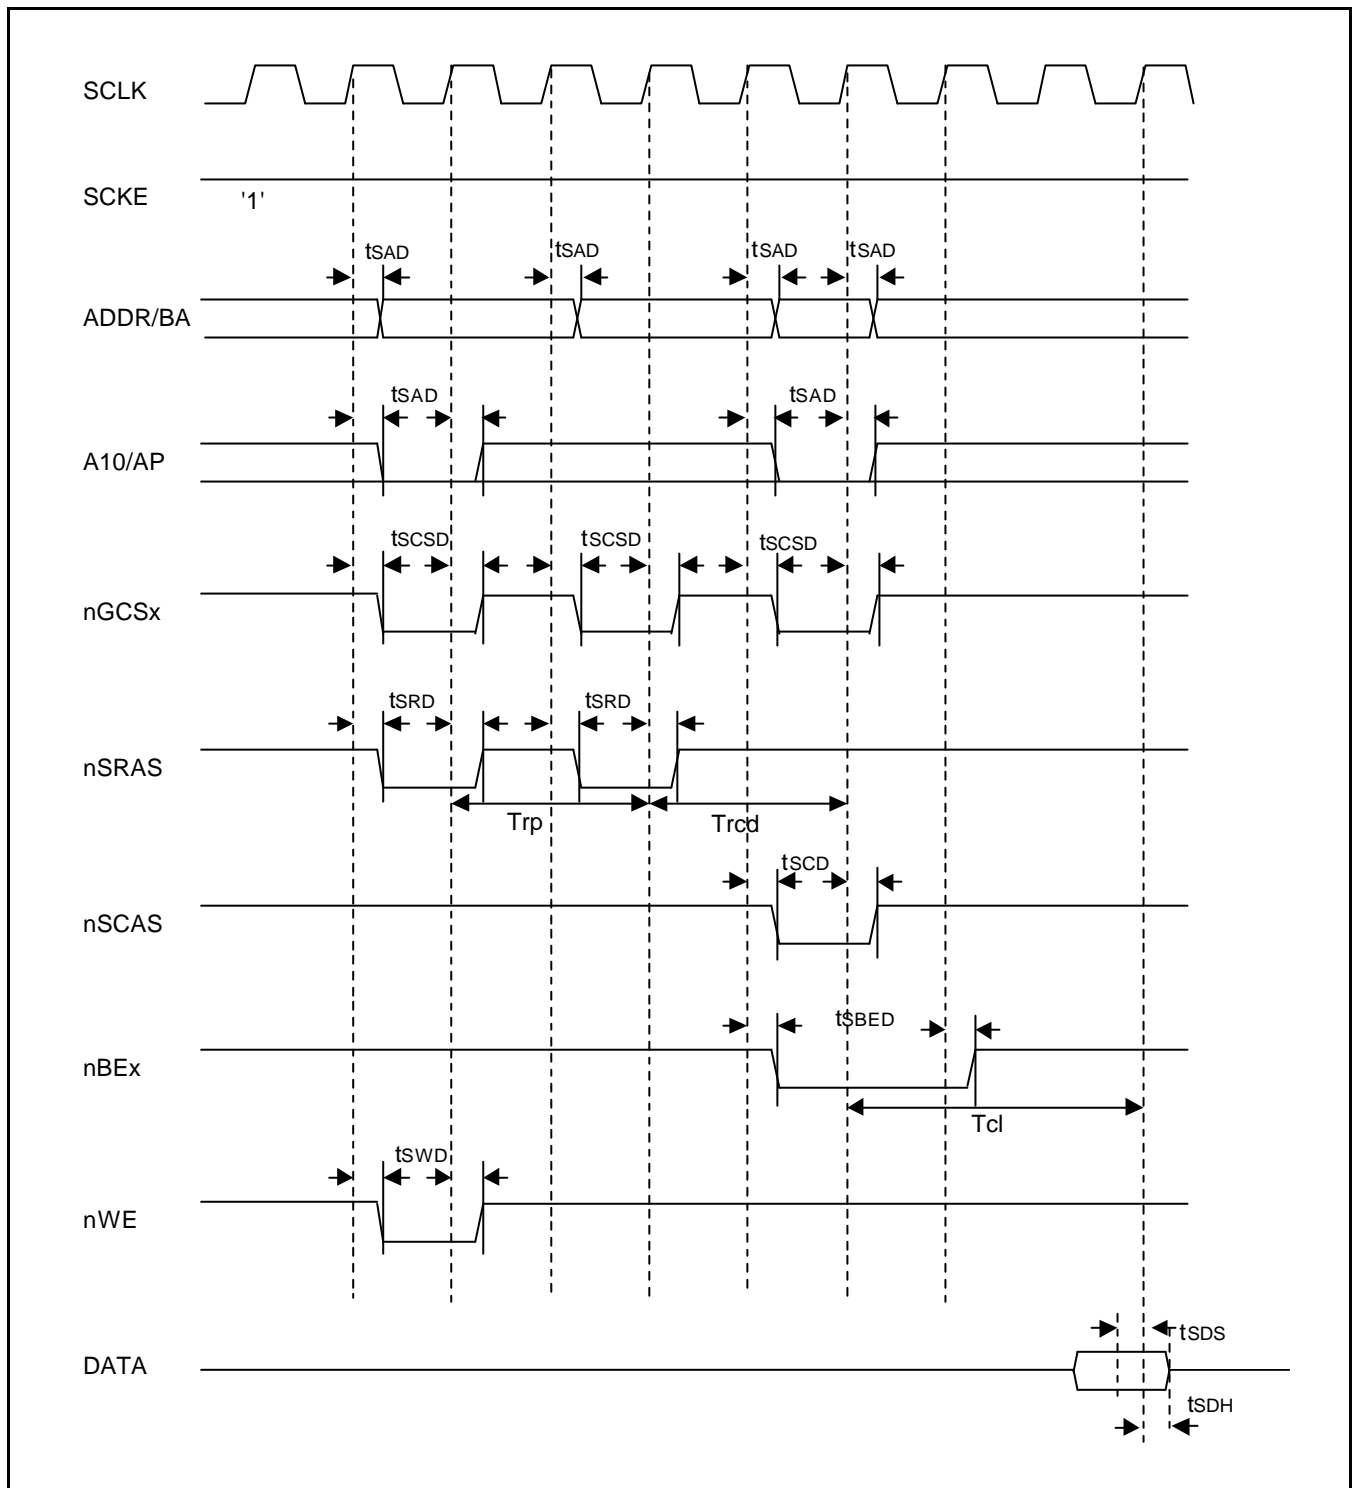 SCLK
SCKE '1'
tSAD tSAD tSAD tSAD
ADDR/BA
tSAD tSAD
A10/AP
tSCSD tSCSD tSCSD
nGCSx
tSRD tSRD
nSRAS
Trp Trcd
tSCD
nSCAS
tSBED
nBEx
Tcl
tSWD
nWE
tSDS
DATA
tSDH